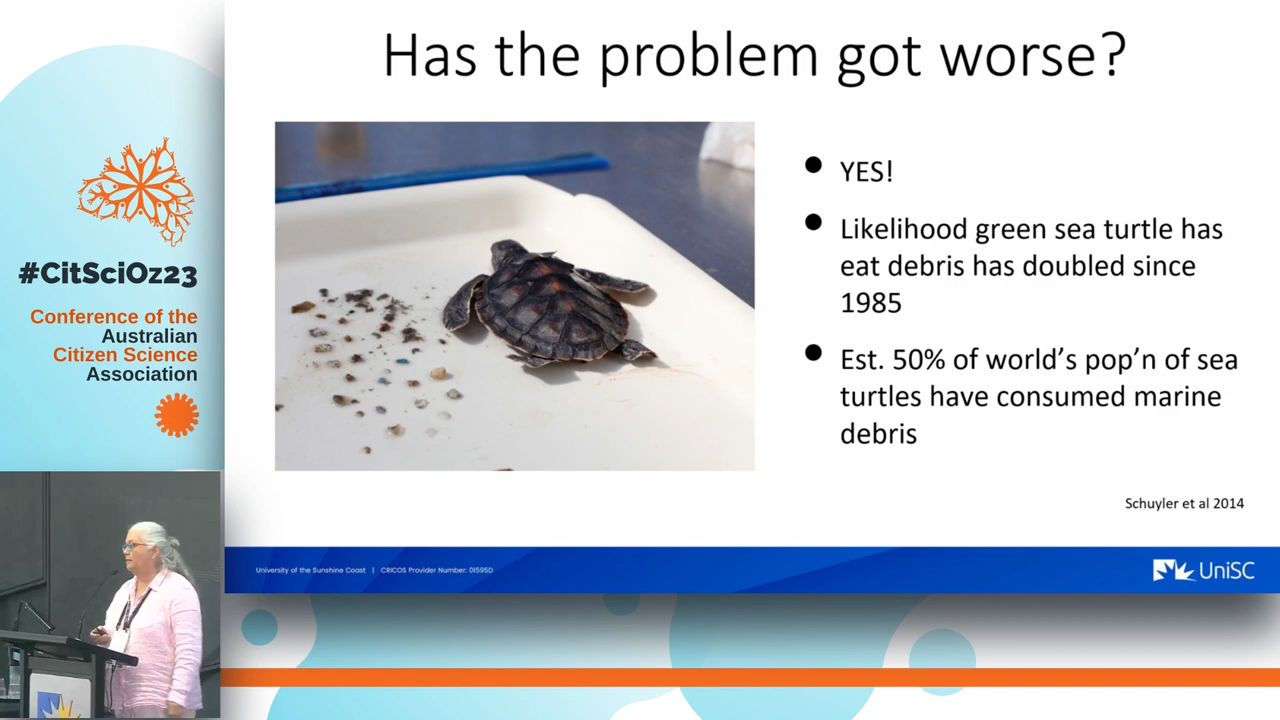 Has the problem got worse?
YES!
Likelihood green sea turtle has
eat debris has doubled since
1985
Est. 50% of world’s pop’n of sea
turtles have consumed marine
debris
Schuyler et al 2014
University of the Sunshine Coast | CRICOS Provider Number: 01595D
UniSC
#CitSciOz23
Conference of the
Australian
Citizen Science
Association